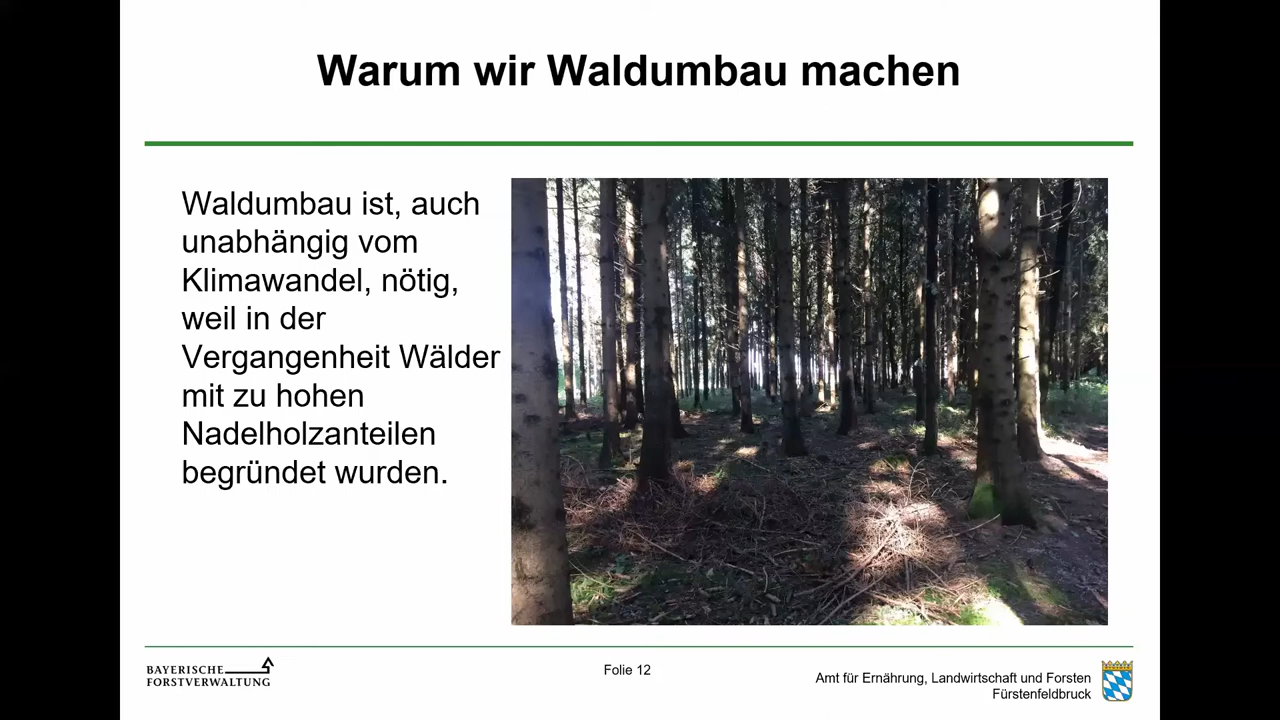 Warum wir Waldumbau machen
Waldumbau ist, auch
unabhängig vom
Klimawandel, nötig,
weil in der
Vergangenheit Wälder
mit zu hohen
Nadelholzanteilen
begründet wurden.
BAYERISCHE
FORSTVERWALTUNG
Folie 12
Amt für Ernährung, Landwirtschaft und Forsten
Fürstenfeldbruck